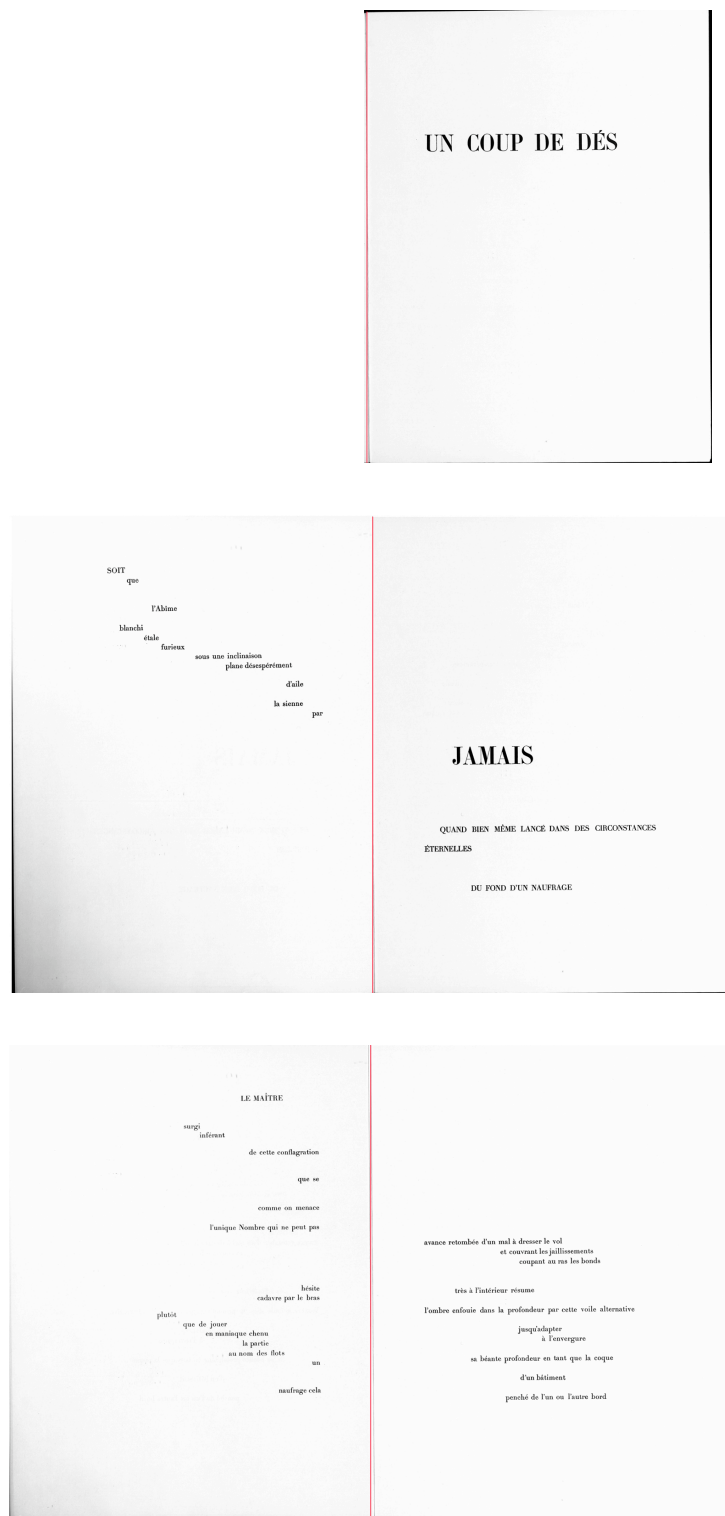 UN COUP DE DÉS
SOIT
que
l'Abîme
blanchi
étale
furieux
sous une inclinaison
plane désespérément
d'aile
la sienne
par
JAMAIS
QUAND BIEN MÊME LANCÉ DANS DES CIRCONSTANCES
ÉTERNELLES
DU FOND D'UN NAUFRAGE
LE MAÎTRE
surgi
inférant
de cette conflagration
que se
comme on menace
l'unique Nombre qui ne peut pas
hésite
cadavre par le bras
plutôt
que de jouer
en maninque chenu
la partie
au nom des flots
un
naufrage cela
avance retombée d'un mal à dresser le vol
et couvrant les jaillissements
coupant au ras les bonds
très à l'intérieur résume
l'ombre enfouie dans la profondeur par cette voile alternative
jusqu'adapter
à l'envergure
sa béante profondeur en tant que la coque
d'un bâtiment
penché de l'un ou l'autre bord